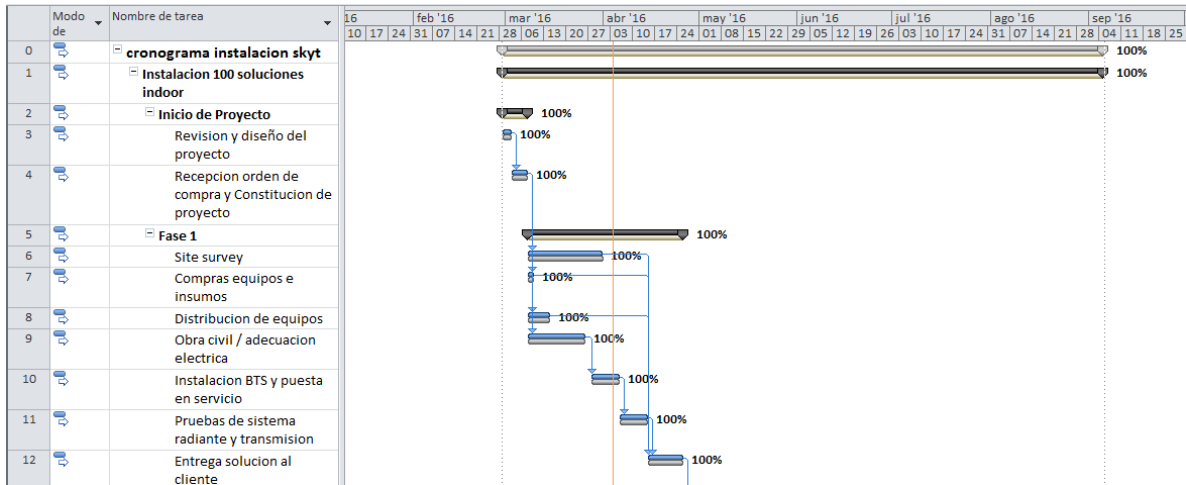 Modo de
Nombre de tarea
16 feb '16 mar '16 abr '16 may '16 jun '16 jul '16 ago '16 sep '16
10 17 24 31 07 14 21 28 06 13 20 27 03 10 17 24 01 08 15 22 29 05 12 19 26 03 10 17 24 31 07 14 21 28 04 11 18 25
0 cronograma instalacion skyt 100%
1 Instalacion 100 soluciones 100%
indoor
2 Inicio de Proyecto 100%
3 Revision y diseño del 100%
proyecto
4 Recepcion orden de 100%
compra y Constitucion de
proyecto
5 Fase 1 100%
6 Site survey 100%
7 Compras equipos e 100%
insumos
8 Distribucion de equipos 100%
9 Obra civil / adecuacion 100%
electrica
10 Instalacion BTS y puesta 100%
en servicio
11 Pruebas de sistema 100%
radiante y transmision
12 Entrega solucion al 100%
cliente